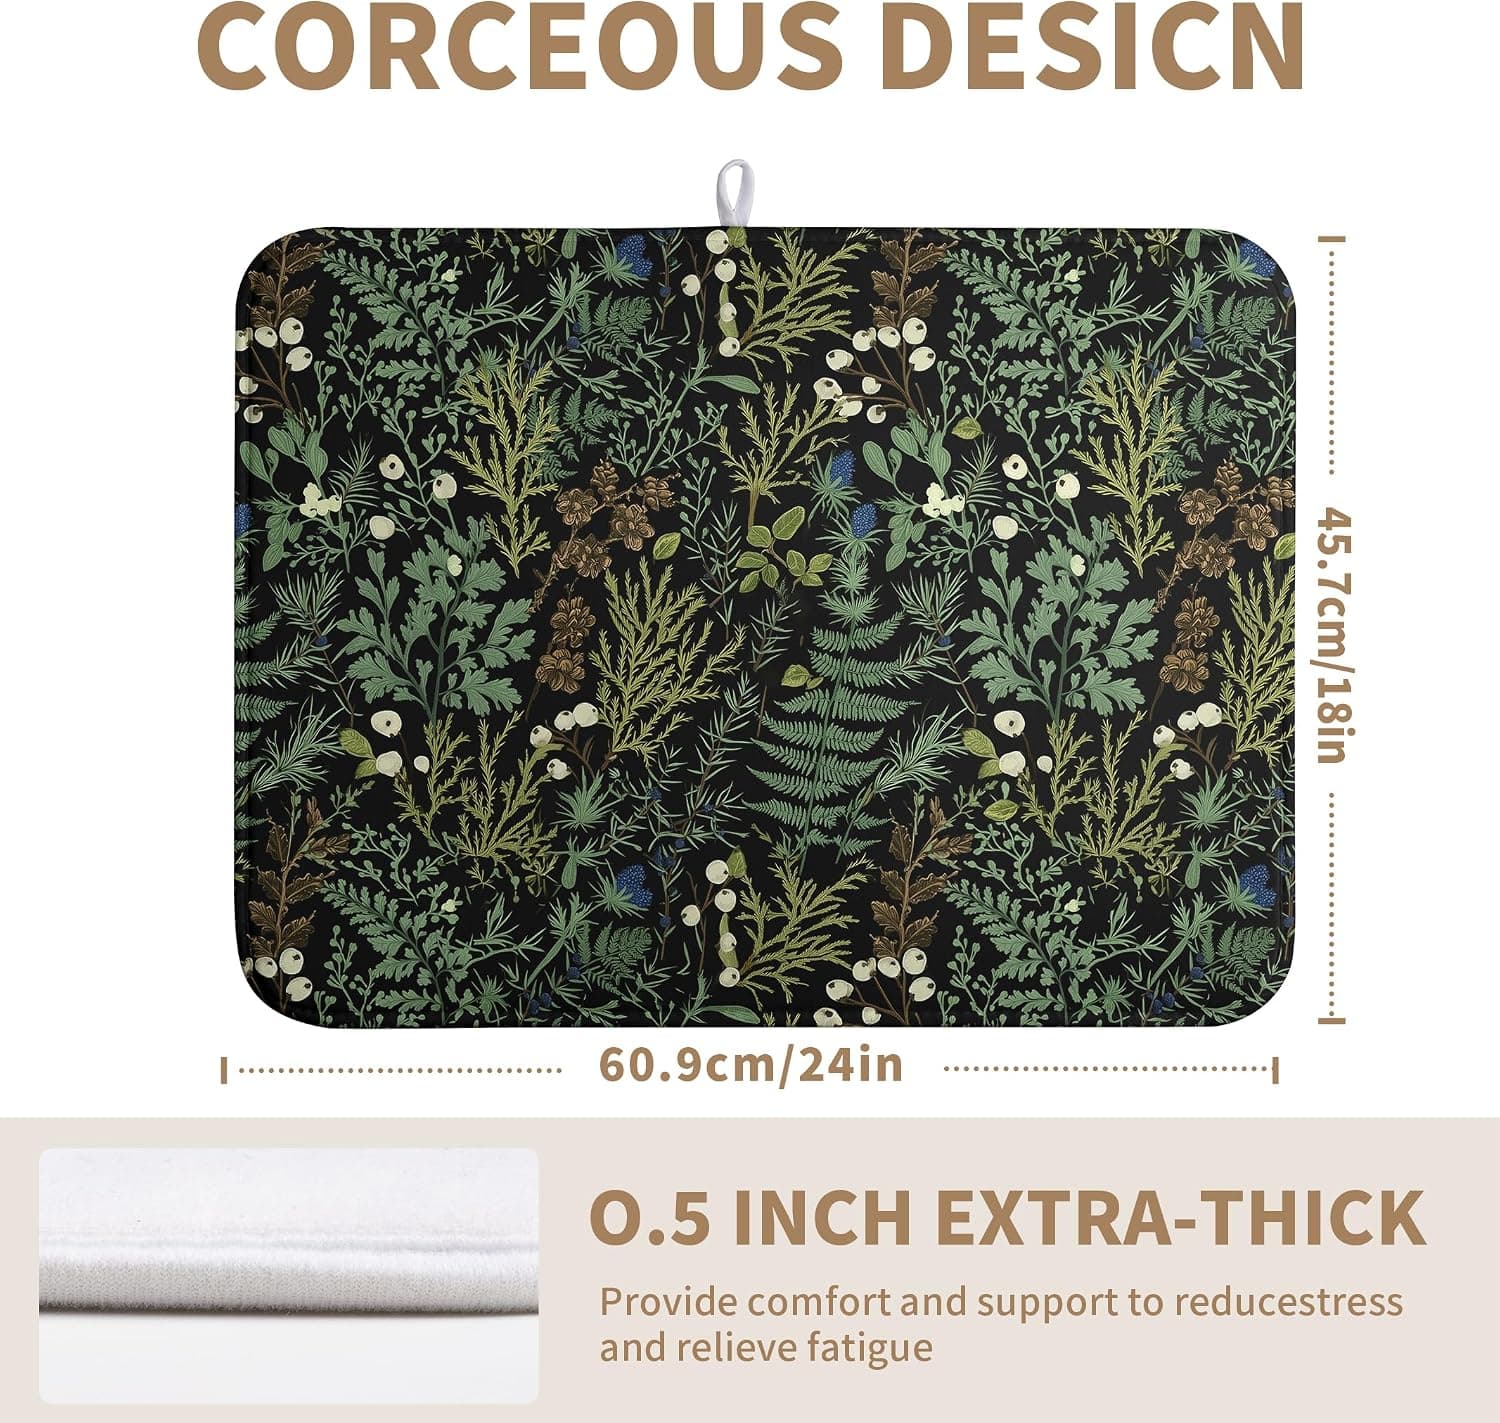 CORCEOUS DESICN
45.7cm/18in
60.9cm/24in
O.5 INCH EXTRA-THICK
Provide comfort and support to reducestress
and relieve fatigue